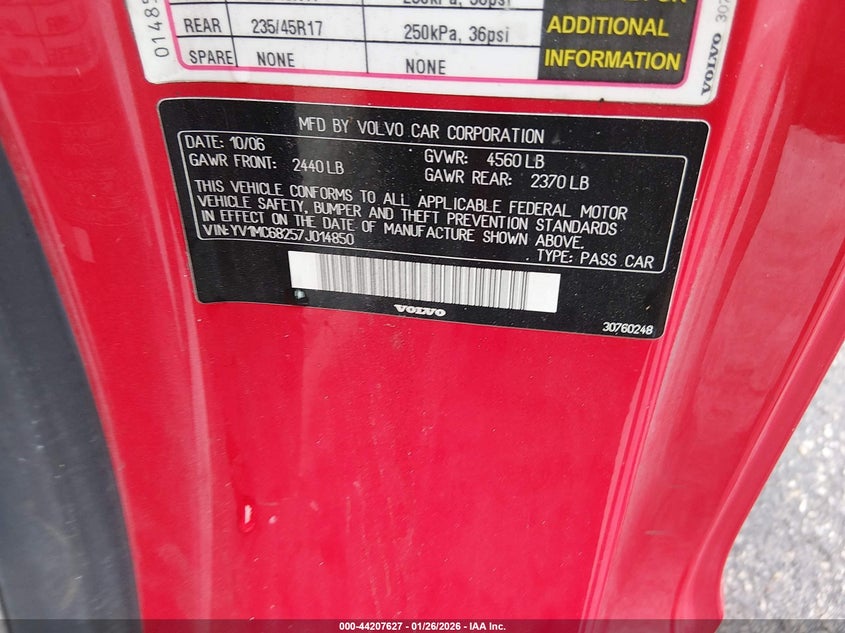 REAR 235/45R17 250kPa, 36psi
SPARE NONE NONE
ADDITIONAL
INFORMATION
VOLVO
MFD BY VOLVO CAR CORPORATION
DATE: 10/06 GVWR: 4560 LB
GAWR FRONT: 2440 LB GAWR REAR: 2370 LB
THIS VEHICLE CONFORMS TO ALL APPLICABLE FEDERAL MOTOR
VEHICLE SAFETY, BUMPER AND THEFT PREVENTION STANDARDS
IN EFFECT ON THE DATE OF MANUFACTURE SHOWN ABOVE.
VIN: YV1MC68257J014850
TYPE: PASS CAR
VOLVO
30760248
000-44207627 - 01/26/2026 - IAA Inc.